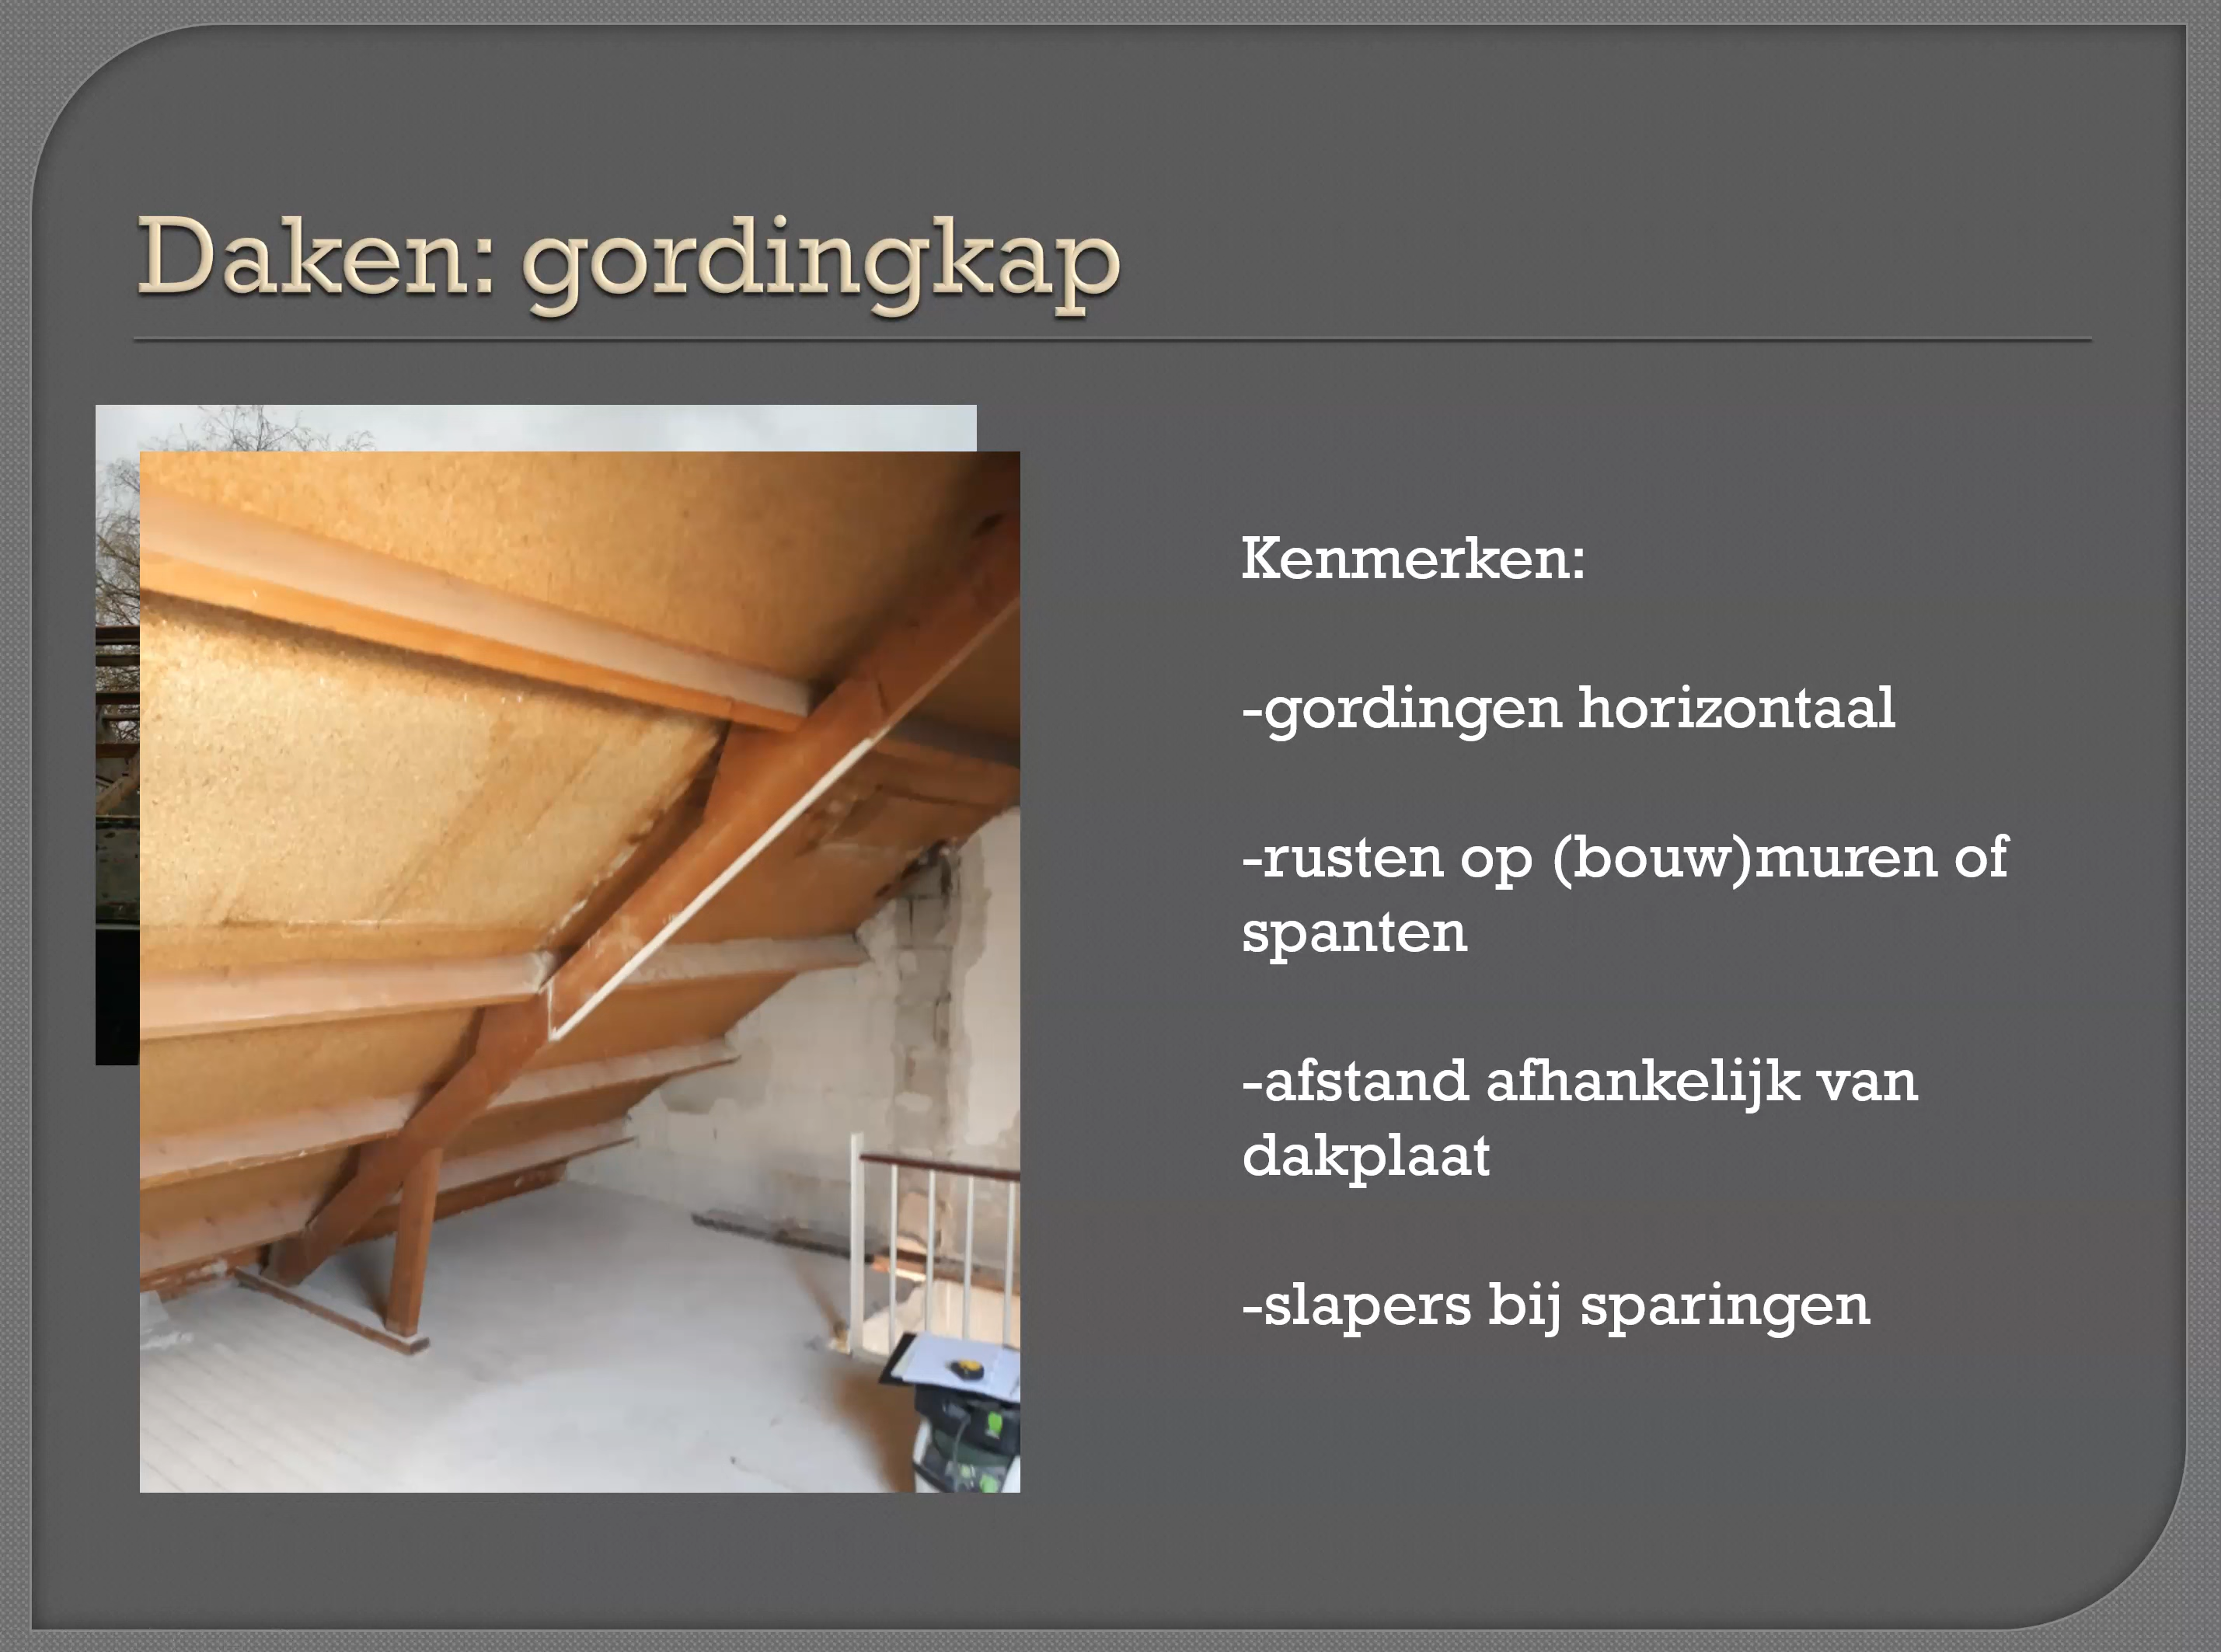 Daken: gordingkap
Kenmerken:
-gordingen horizontaal
-rusten op (bouw)muren of
spanten
-afstand afhankelijk van
dakplaat
-slapers bij sparingen